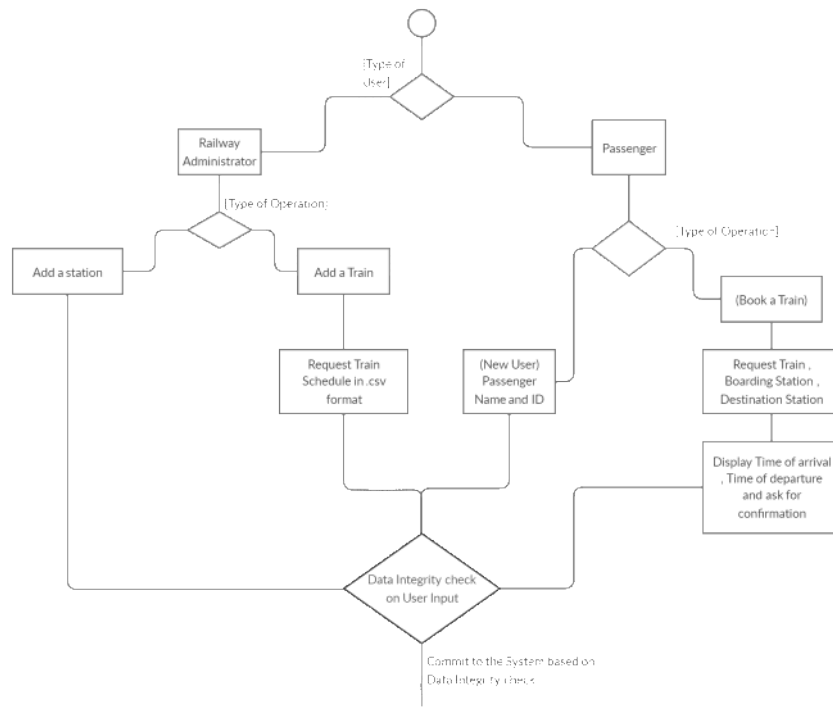 [Type of
User]
Railway
Administrator
Passenger
[Type of Operation]
[Type of Operation]
Add a station
Add a Train
(Book a Train)
Request Train
Schedule in .csv
format
(New User)
Passenger
Name and ID
Request Train ,
Boarding Station ,
Destination Station
Display Time of arrival
, Time of departure
and ask for
confirmation
Data Integrity check
on User Input
Commit to the System based on
Data Integrity check